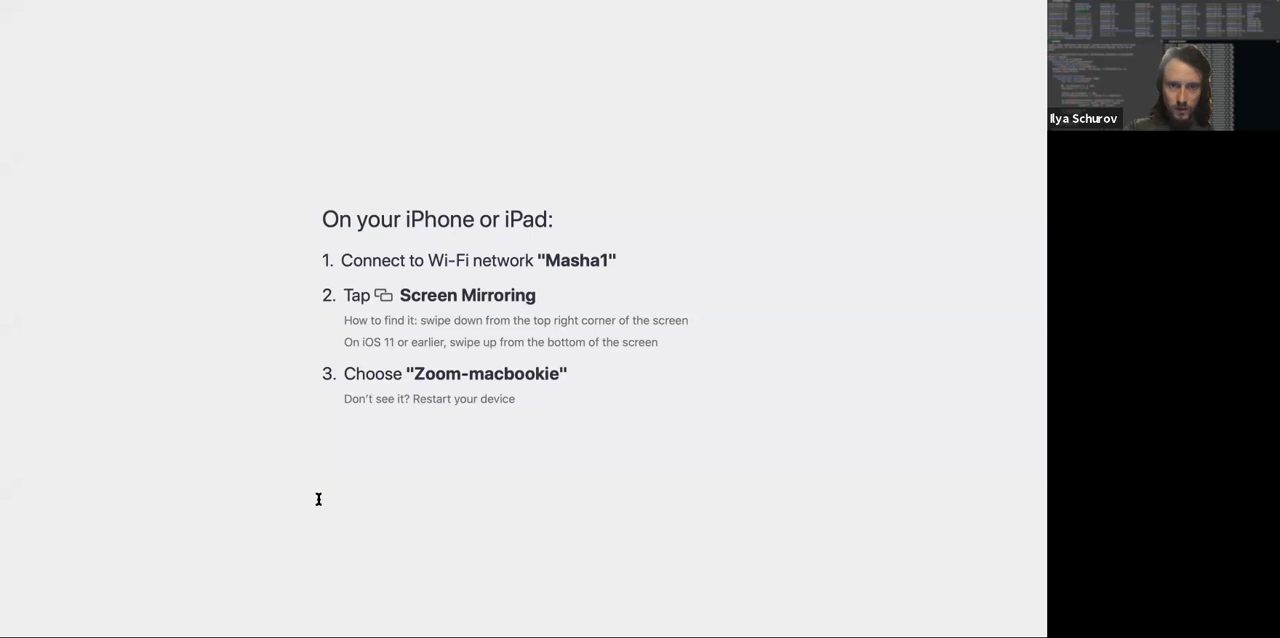 On your iPhone or iPad:
1. Connect to Wi-Fi network "Masha1"
2. Tap Screen Mirroring
How to find it: swipe down from the top right corner of the screen
On iOS 11 or earlier, swipe up from the bottom of the screen
3. Choose "Zoom-macbookie"
Don't see it? Restart your device
Ilya Schurov